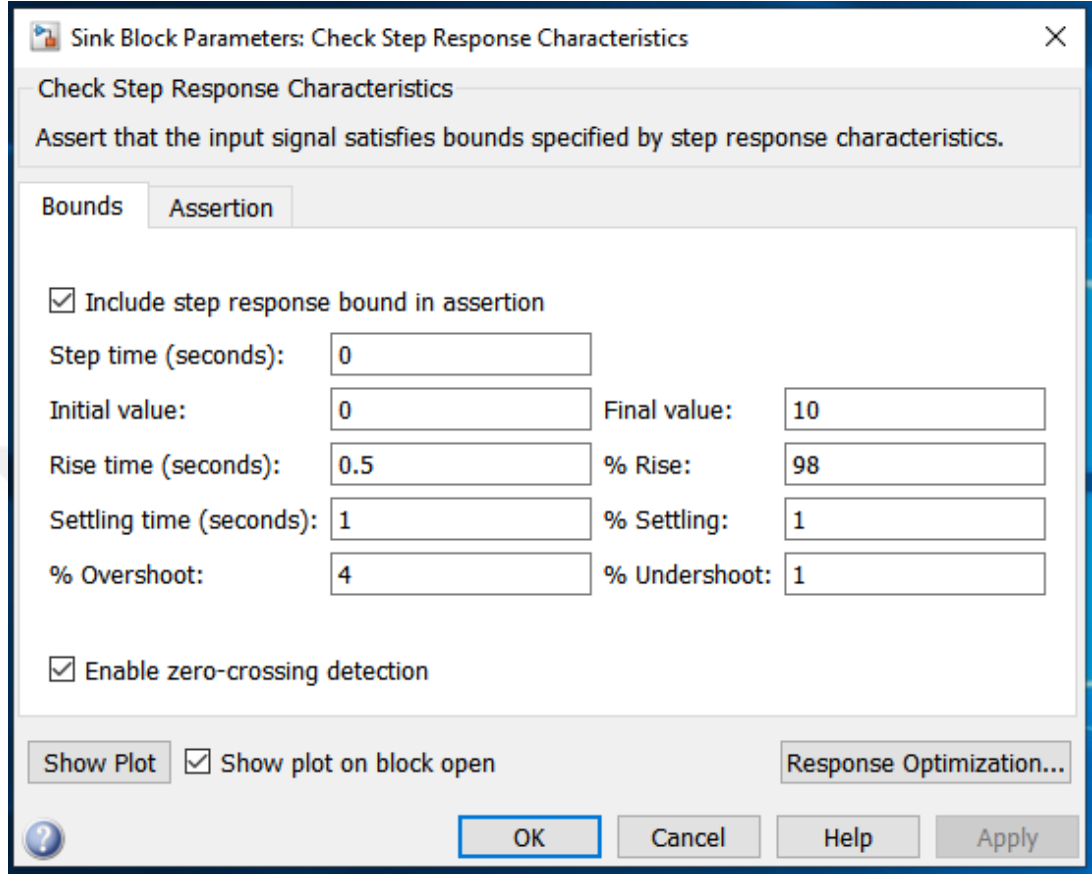 Sink Block Parameters: Check Step Response Characteristics
Check Step Response Characteristics
Assert that the input signal satisfies bounds specified by step response characteristics.
Bounds Assertion
Include step response bound in assertion
Step time (seconds): 0
Initial value: 0 Final value: 10
Rise time (seconds): 0.5 % Rise: 98
Settling time (seconds): 1 % Settling: 1
% Overshoot: 4 % Undershoot: 1
Enable zero-crossing detection
Show Plot Show plot on block open Response Optimization...
? OK Cancel Help Apply